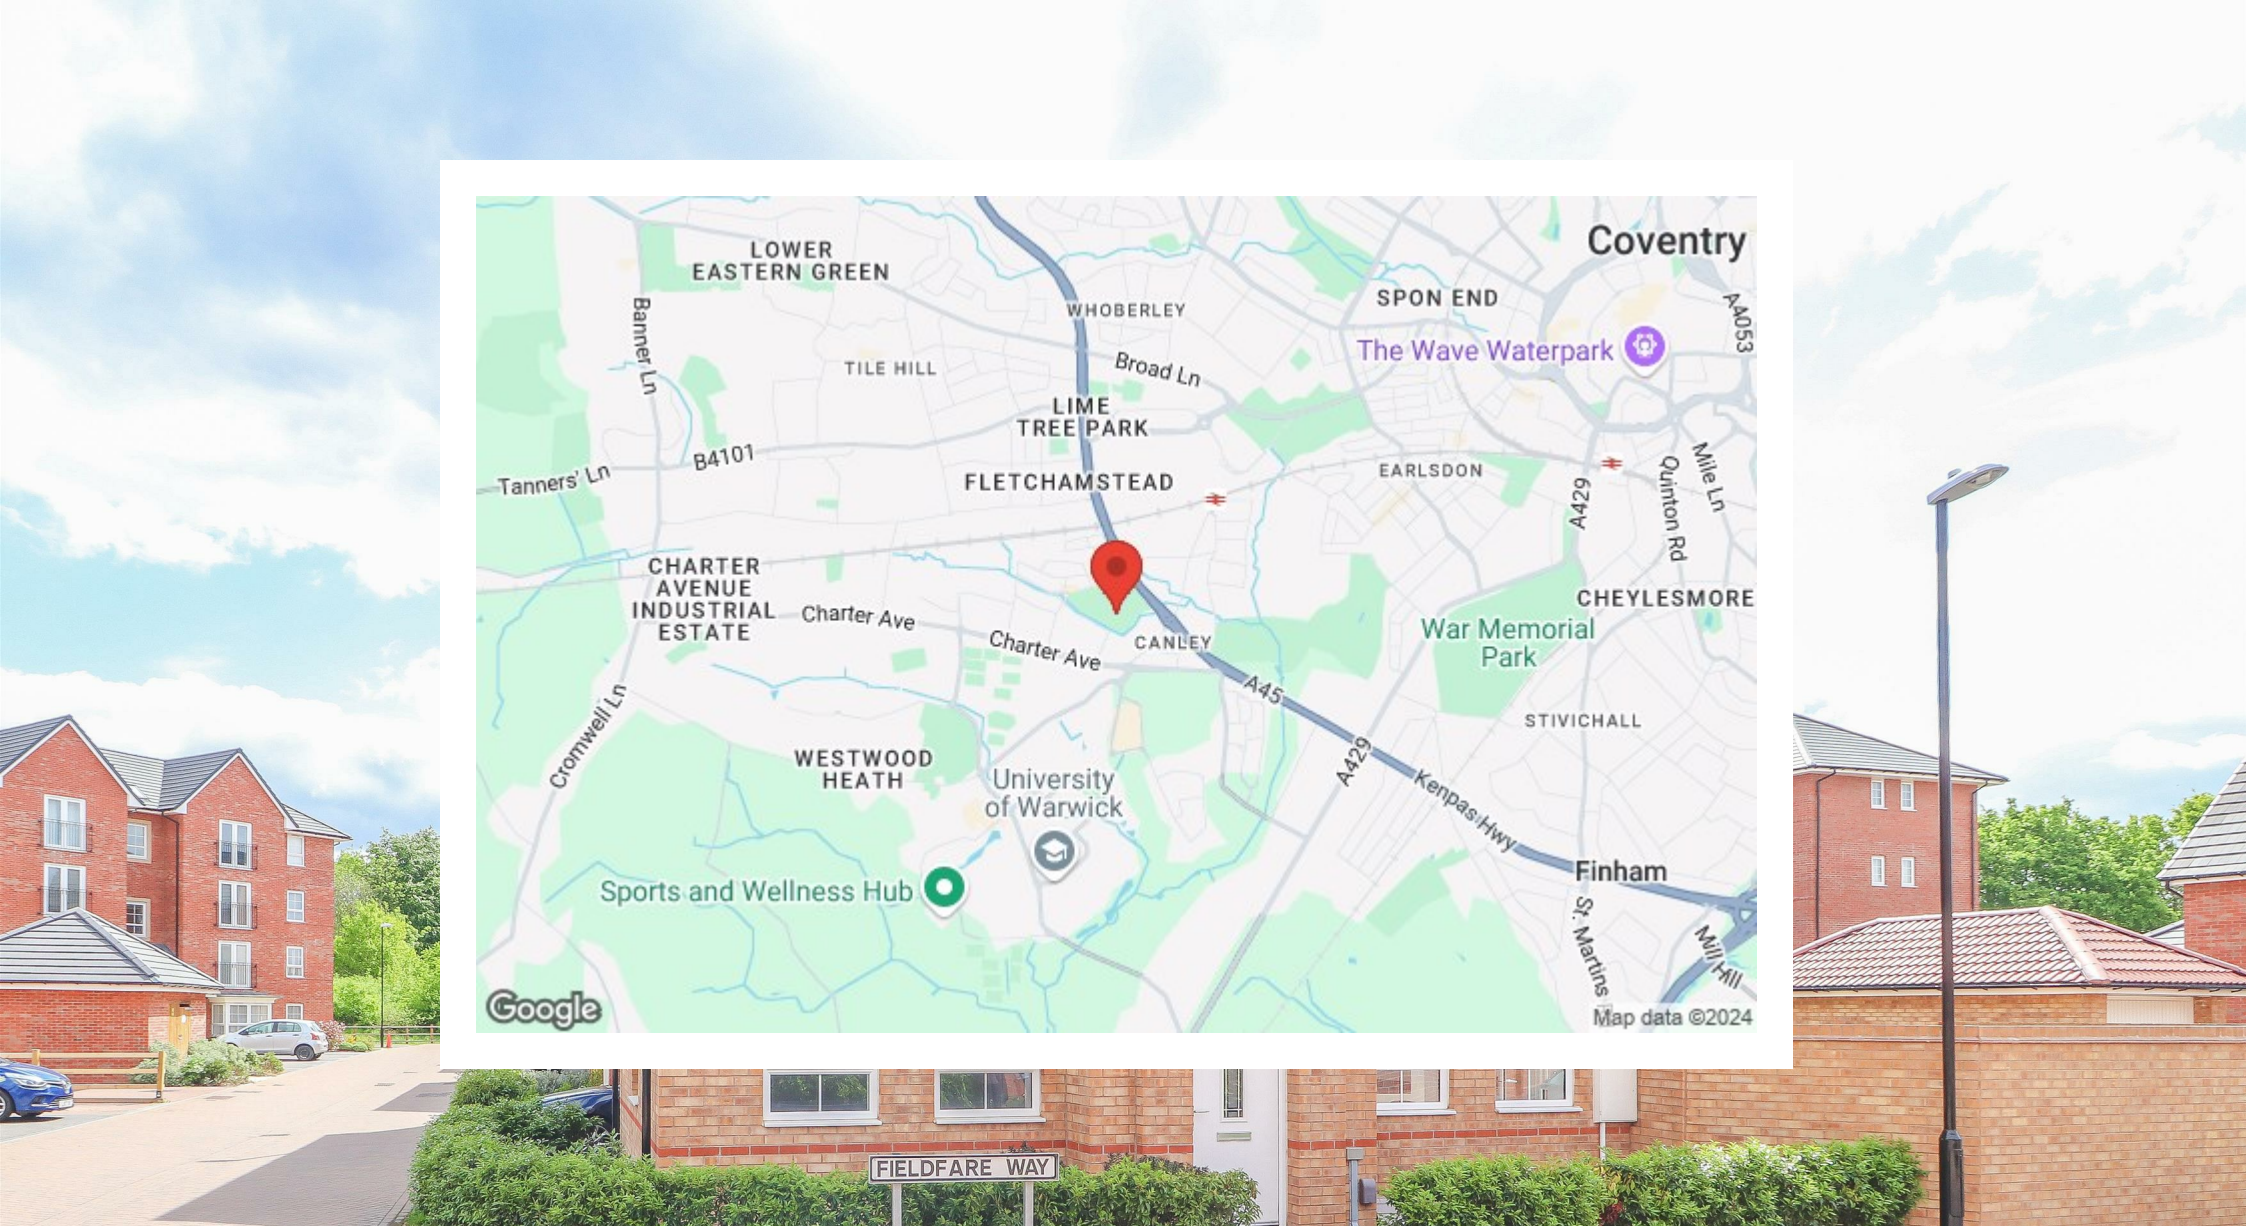 Coventry
LOWER
EASTERN GREEN
SPON END
A4053
Banner Ln
WHOBERLEY
The Wave Waterpark
TILE HILL
Broad Ln
LIME
TREE PARK
B4101
Tanners' Ln
FLETCHAMSTEAD
EARLSDON
A429
Quinton Rd
Mile Ln
CHARTER
AVENUE
INDUSTRIAL
ESTATE
Charter Ave
Charter Ave
CANLEY
CHEYLESMORE
War Memorial
Park
Cromwell Ln
A45
STIVICHALL
WESTWOOD
HEATH
University
of Warwick
A429
Kenpas Hwy
Finham
Sports and Wellness Hub
St. Martins
Mill Hill
Google
Map data ©2024
FIELDFARE WAY